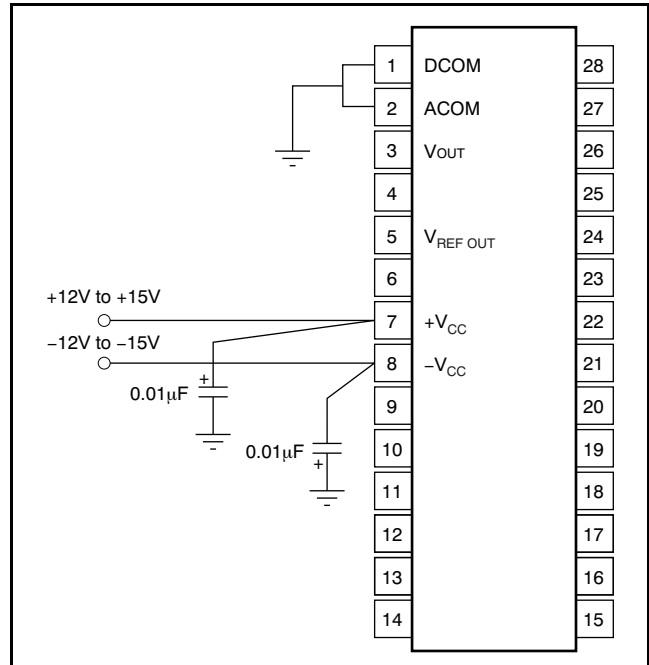 1 DCOM 28
2 ACOM 27
3 VOUT 26
4 25
5 VREF OUT 24
6 23
+12V to +15V
7 +VCC 22
−12V to −15V
8 −VCC 21
+
0.01μF
9 20
0.01μF
10 19
+
11 18
12 17
13 16
14 15